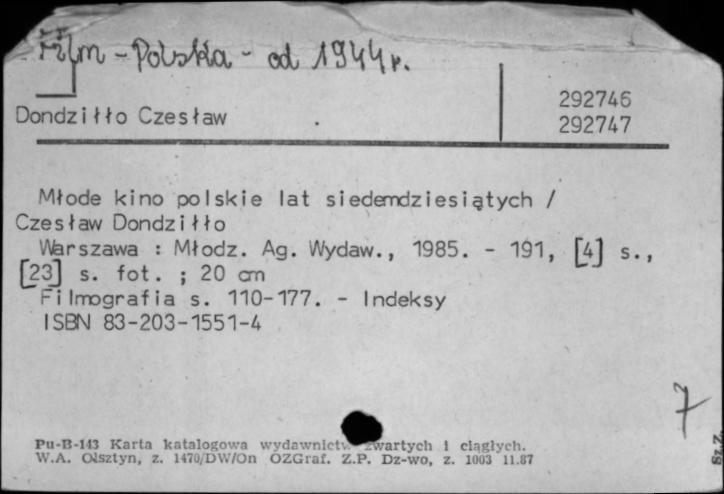 Film - Polska - od 1944 r.
292746
Dondziłło Czesław
292747
Młode kino polskie lat siedemdziesiątych /
Czesław Dondziłło
Warszawa : Młodz. Ag. Wydaw., 1985. - 191, [4] s.,
[23] s. fot. ; 20 cm
Filmografia s. 110-177. - Indeksy
ISBN 83-203-1551-4
7
Pu-B-143 Karta katalogowa wydawnictw zwartych i ciągłych.
W.A. Olsztyn, z. 1470/DW/On OZGraf. Z.P. Dz-wo, z. 1003 11.87
Sz.Z.